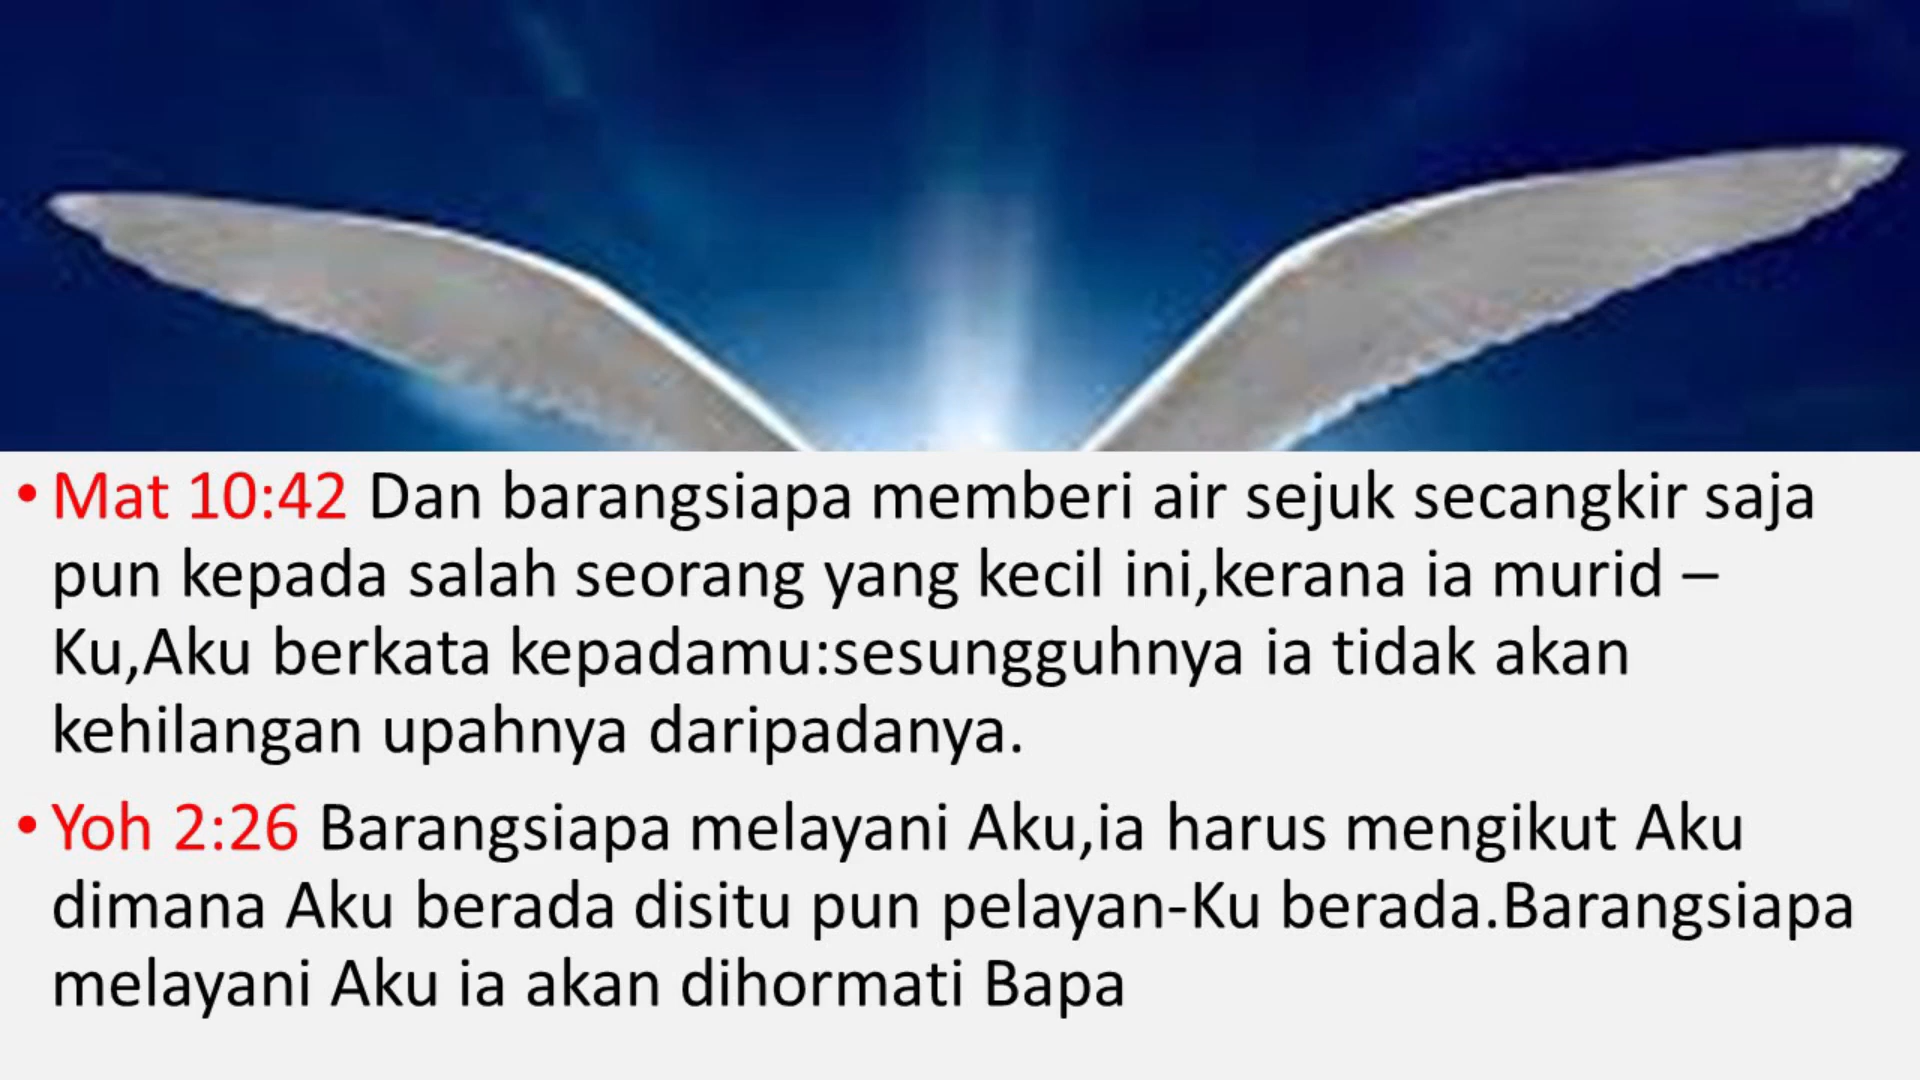 • Mat 10:42 Dan barangsiapa memberi air sejuk secangkir saja
pun kepada salah seorang yang kecil ini,kerana ia murid –
Ku,Aku berkata kepadamu:sesungguhnya ia tidak akan
kehilangan upahnya daripadanya.
• Yoh 2:26 Barangsiapa melayani Aku,ia harus mengikut Aku
dimana Aku berada disitu pun pelayan-Ku berada.Barangsiapa
melayani Aku ia akan dihormati Bapa